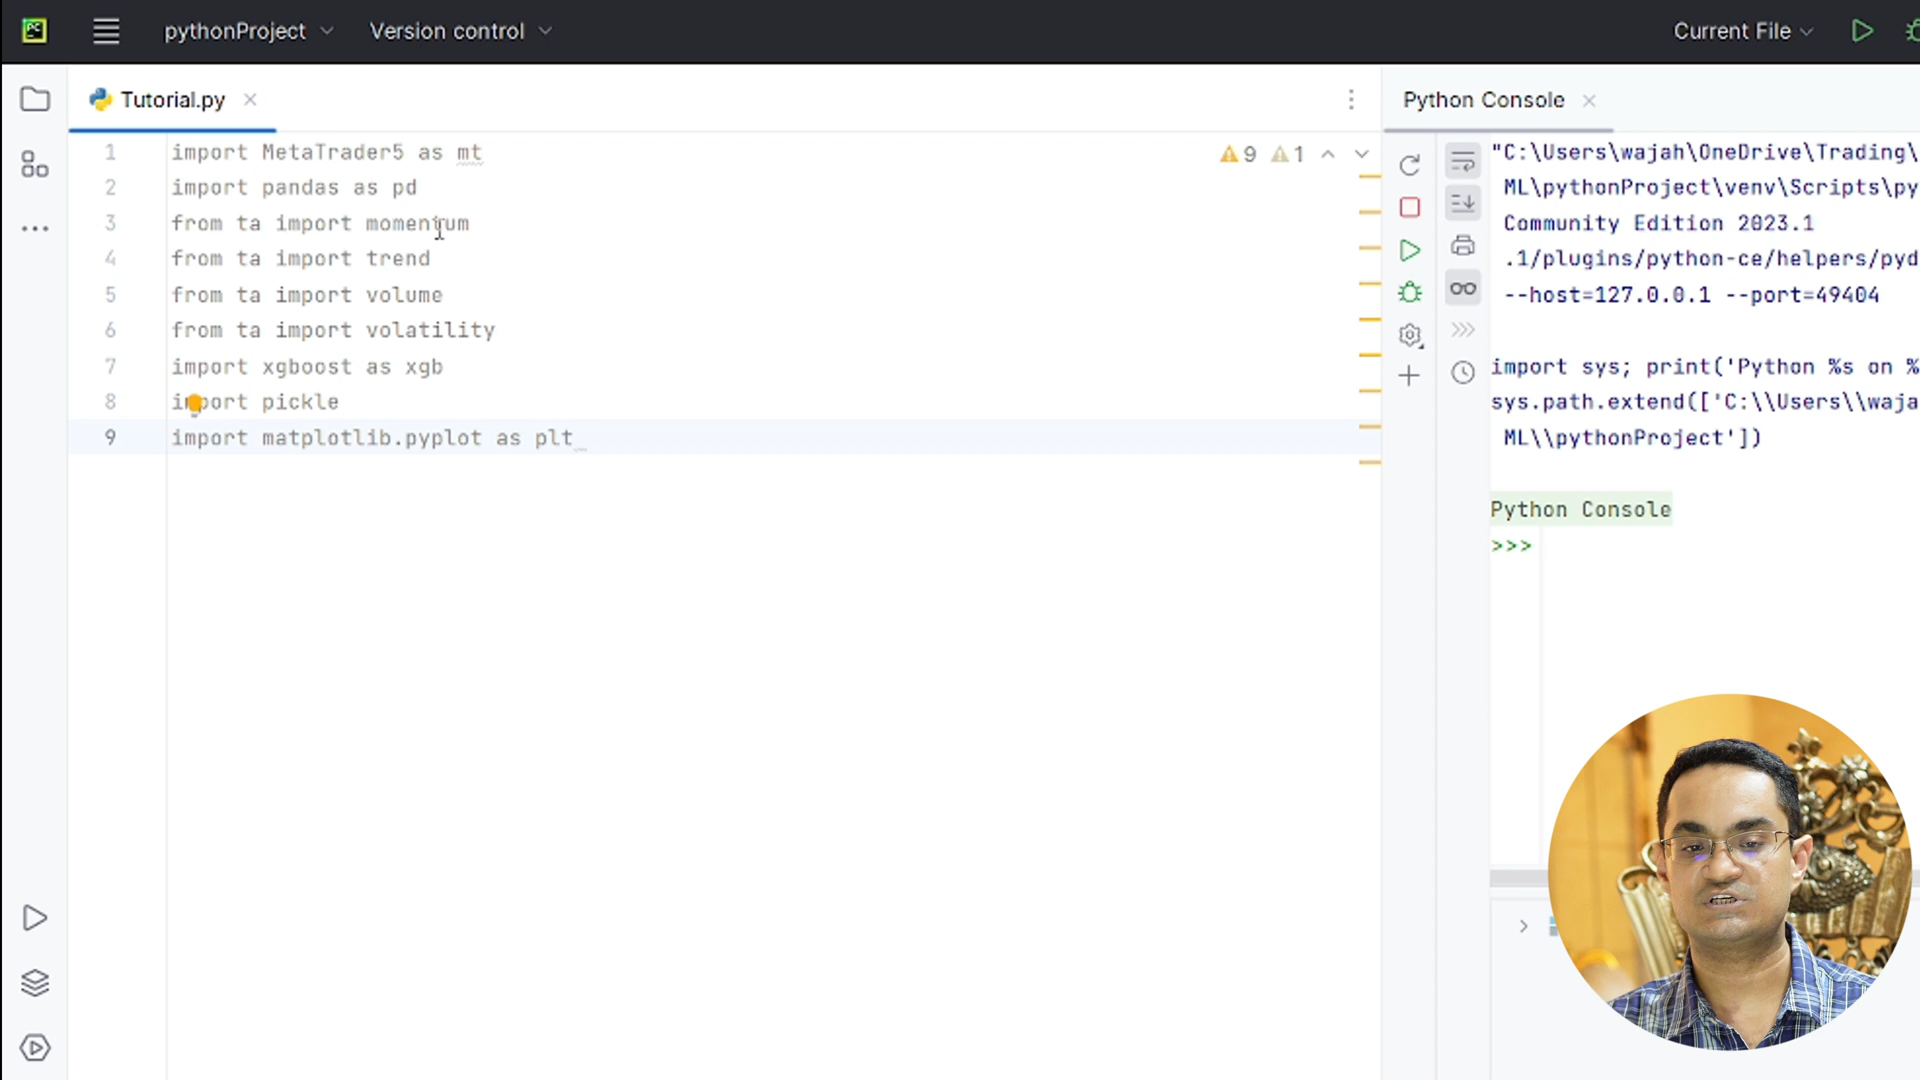 PC
pythonProject
Version control
Current File
Tutorial.py
9
1
1 import MetaTrader5 as mt
2 import pandas as pd
3 from ta import momentum
4 from ta import trend
5 from ta import volume
6 from ta import volatility
7 import xgboost as xgb
8 import pickle
9 import matplotlib.pyplot as plt
Python Console
"C:\Users\wajah\OneDrive\Trading\
ML\pythonProject\venv\Scripts\py
Community Edition 2023.1
.1/plugins/python-ce/helpers/pyd
--host=127.0.0.1 --port=49404
import sys; print('Python %s on %
sys.path.extend(['C:\\Users\\waja
ML\\pythonProject'])
Python Console
>>>